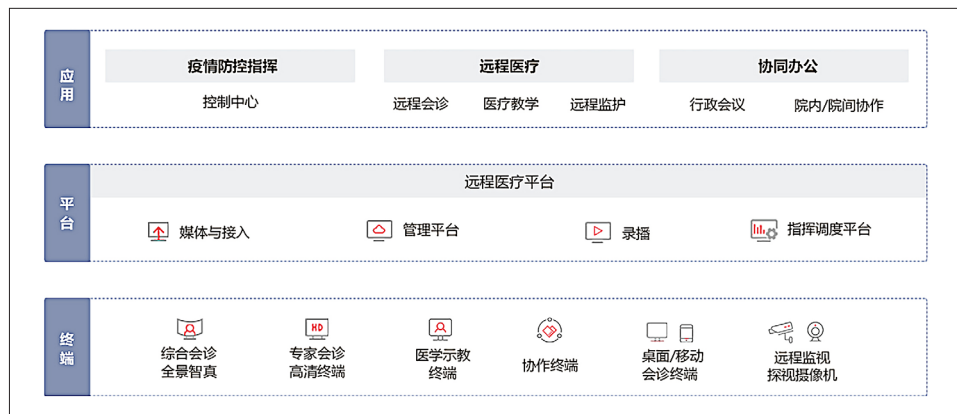 应用
疫情防控指挥
远程医疗
协同办公
控制中心
远程会诊
医疗教学
远程监护
行政会议
院内/院间协作
平台
远程医疗平台
媒体与接入
管理平台
录播
指挥调度平台
终端
HD
综合会诊
全景智真
专家会诊
高清终端
医学示教
终端
协作终端
桌面/移动
会诊终端
远程监视
探视摄像机